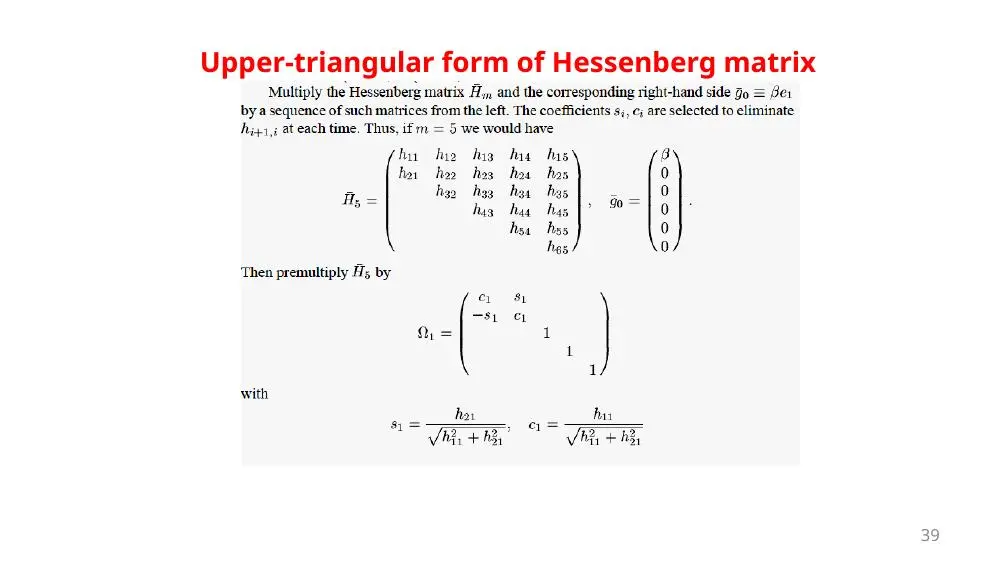 Upper-triangular form of Hessenberg matrix
Multiply the Hessenberg matrix H̄ₘ and the corresponding right-hand side ḡ₀ ≡ βe₁
by a sequence of such matrices from the left. The coefficients sᵢ, cᵢ are selected to eliminate
hᵢ₊₁,ᵢ at each time. Thus, if m = 5 we would have
H̄₅ = ( h₁₁ h₁₂ h₁₃ h₁₄ h₁₅
h₂₁ h₂₂ h₂₃ h₂₄ h₂₅
h₃₂ h₃₃ h₃₄ h₃₅
h₄₃ h₄₄ h₄₅
h₅₄ h₅₅
h₆₅ ) , ḡ₀ = ( β
0
0
0
0
0 ) .
Then premultiply H̄₅ by
Ω₁ = ( c₁ s₁
−s₁ c₁
1
1
1 )
with
s₁ = h₂₁ / √(h₁₁² + h₂₁²) , c₁ = h₁₁ / √(h₁₁² + h₂₁²)
39